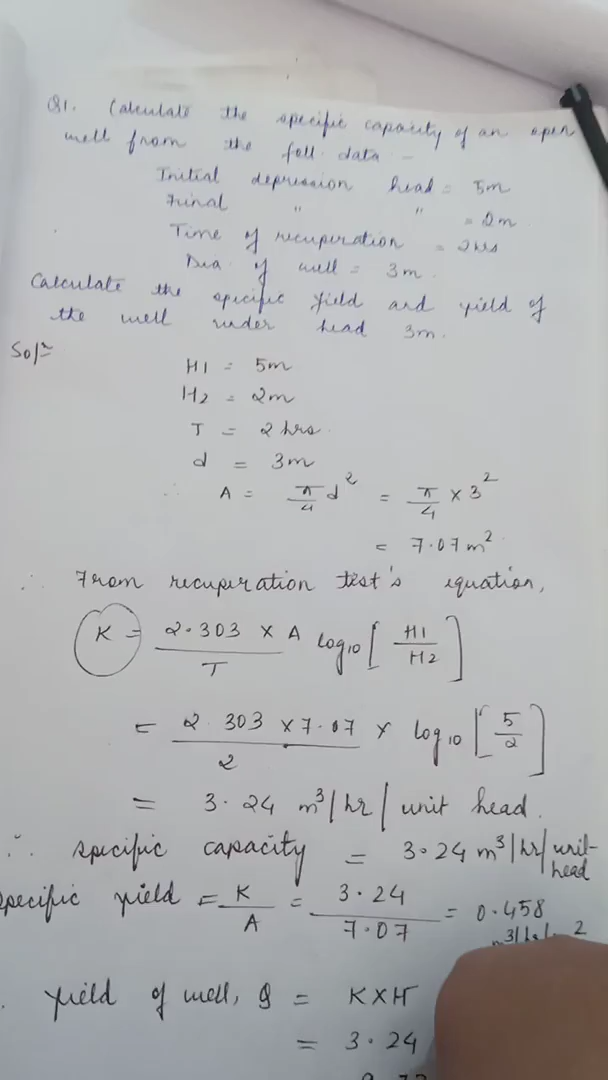 Q1. Calculate the specific capacity of an open
well from the foll. data -
Initial depression head = 5m
Final " " = 2m
Time of recuperation = 2 hrs
Dia of well = 3m.
Calculate the specific yield and yield of
the well under head 3m.
Sol:-
H1 = 5m
H2 = 2m
T = 2 hrs.
d = 3m
∴ A = π/4 d² = π/4 × 3²
= 7.07 m²
∴ From recuperation test's equation,
K = 2.303 × A / T log10 [H1 / H2]
= 2.303 × 7.07 / 2 × log10 [5/2]
= 3.24 m³/hr/unit head.
∴ specific capacity = 3.24 m³/hr/unit-
head
specific yield = K/A = 3.24/7.07 = 0.458
yield of well, Q = K×H
= 3.24